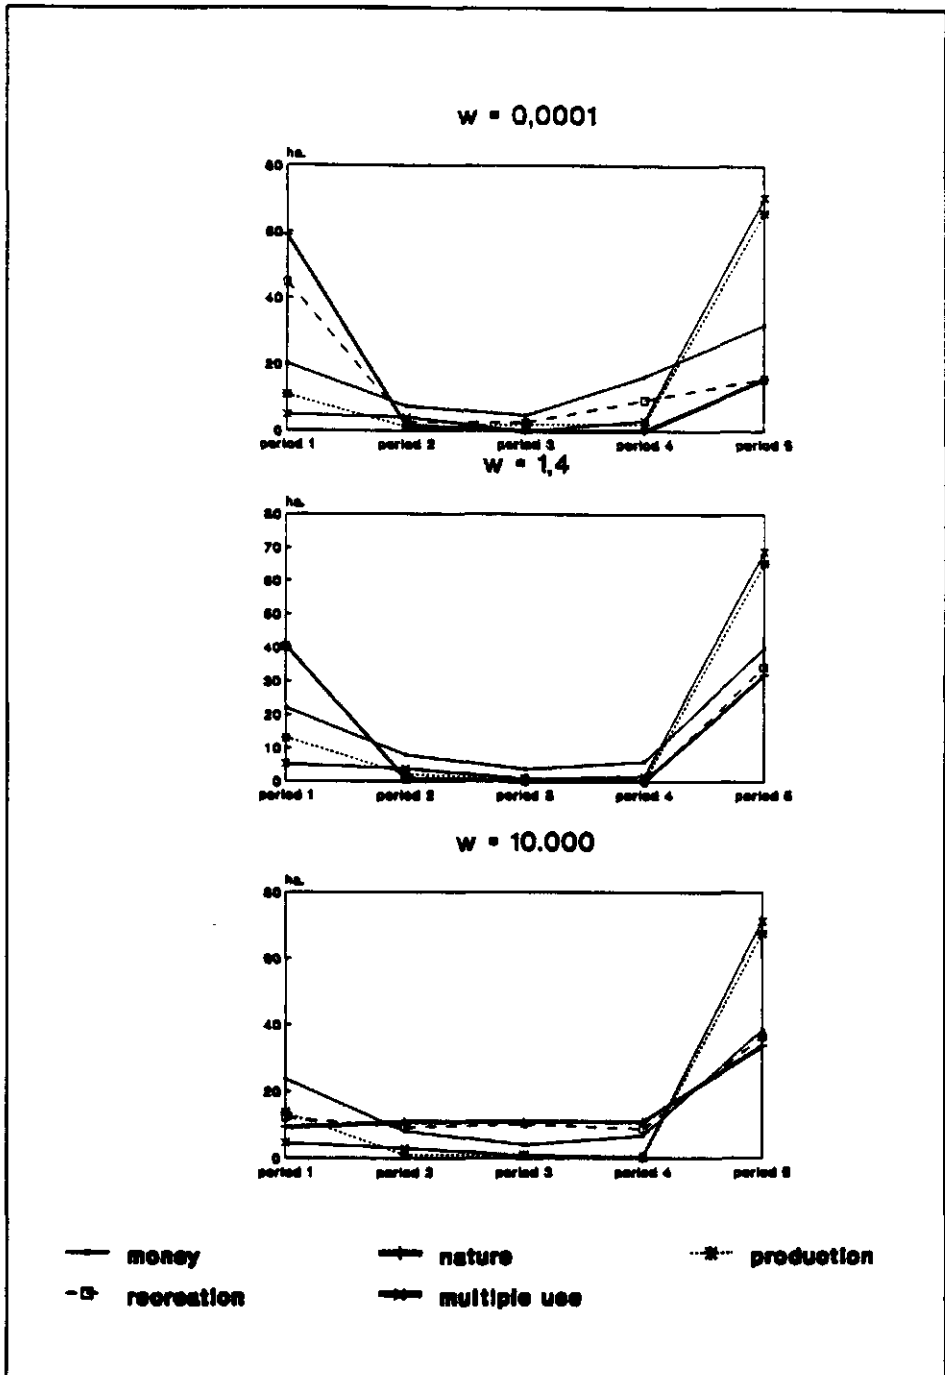 w = 0,0001
ha.
80
60
40
20
0
period 1 period 2 period 3 period 4 period 5
w = 1,4
ha.
80
70
60
50
40
30
20
10
0
period 1 period 2 period 3 period 4 period 5
w = 10.000
ha.
80
60
40
20
0
period 1 period 2 period 3 period 4 period 5
money nature production
recreation multiple use